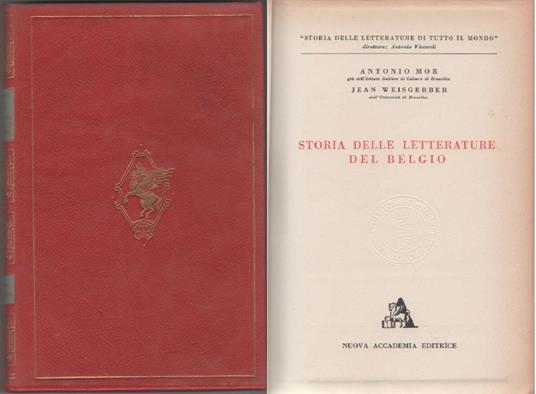 "STORIA DELLE LETTERATURE DI TUTTO IL MONDO"
direttore: Antonio Viscardi
ANTONIO MOR
già dell'Istituto Italiano di Cultura di Bruxelles
JEAN WEISGERBER
dell'Università di Bruxelles
STORIA DELLE LETTERATURE
DEL BELGIO
NUOVA ACCADEMIA EDITRICE